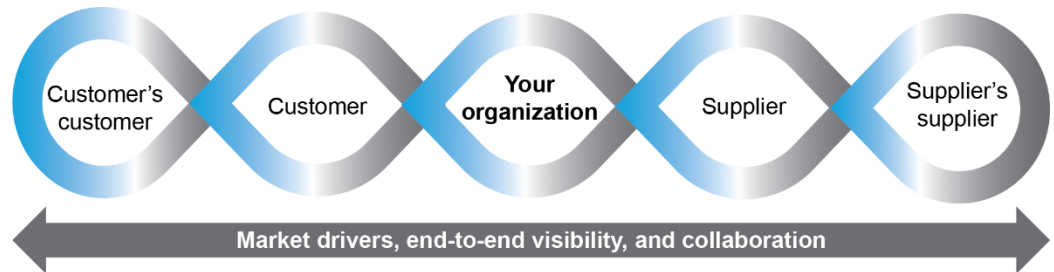 Customer’s
customer
Customer
Your
organization
Supplier
Supplier’s
supplier
Market drivers, end-to-end visibility, and collaboration